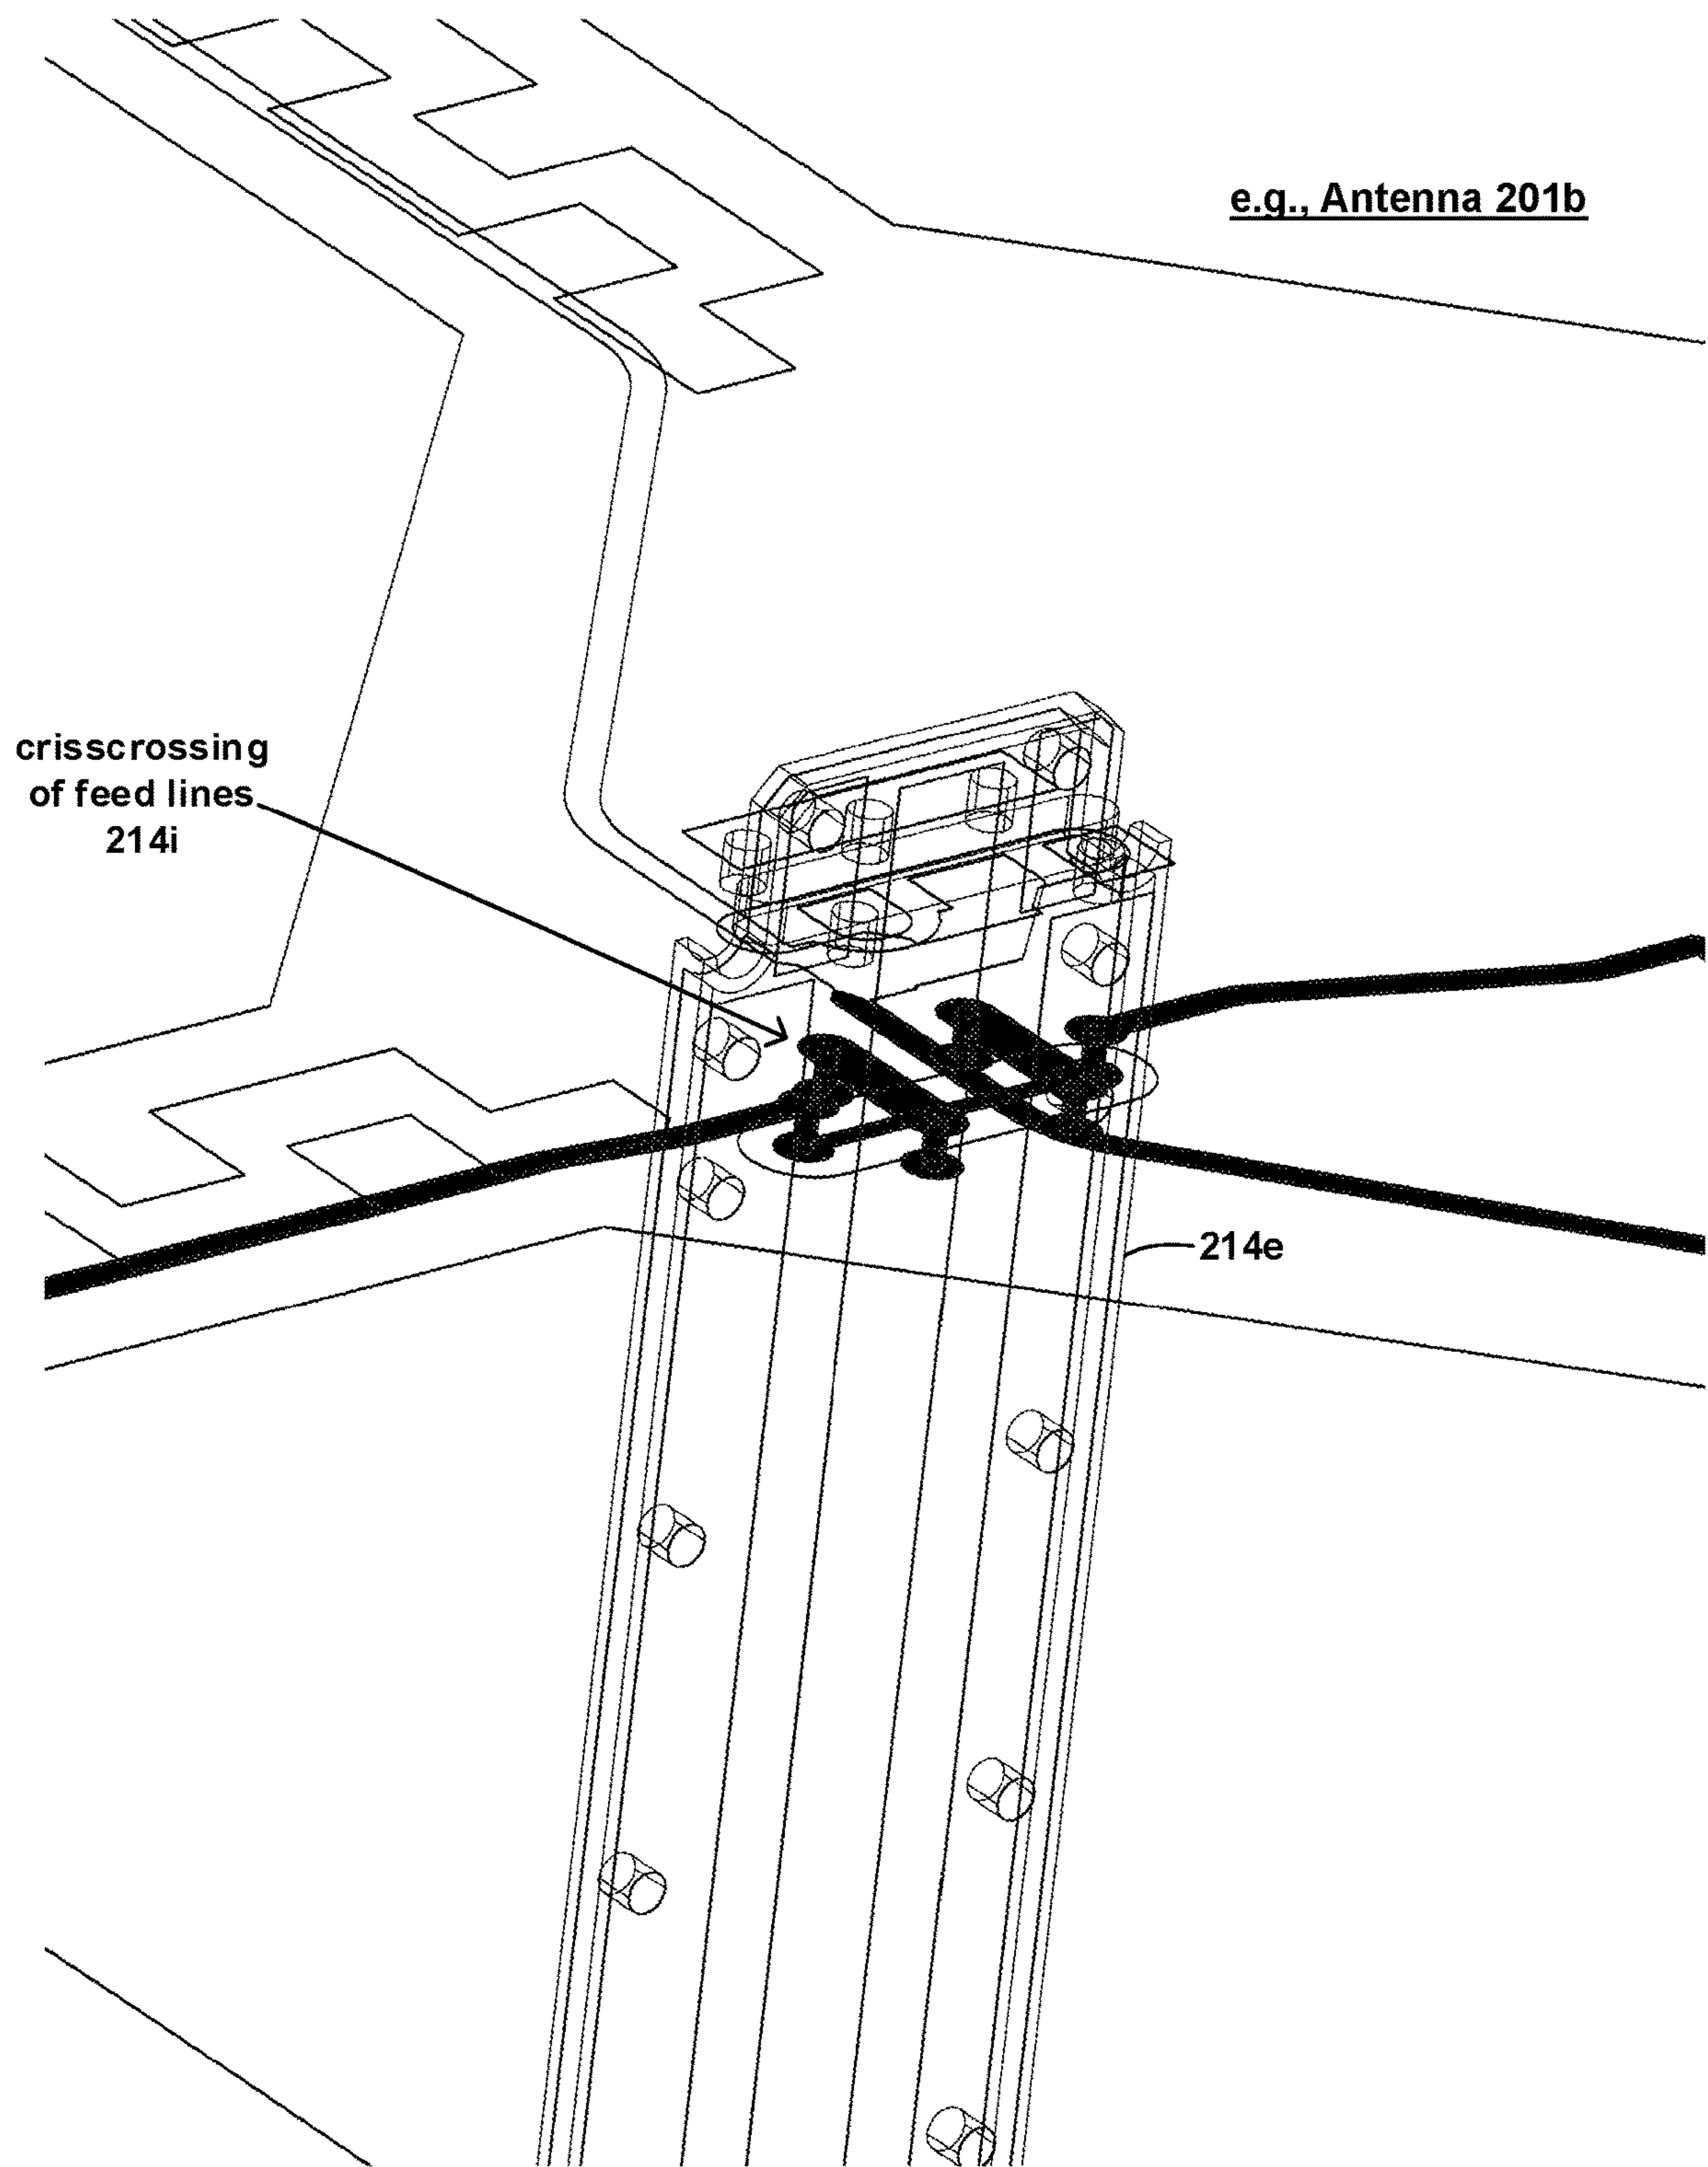 e.g., Antenna 201b
crisscrossing
of feed lines
214i
214e